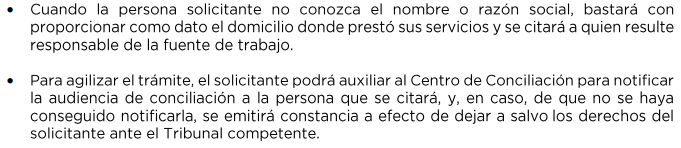 • Cuando la persona solicitante no conozca el nombre o razón social, bastará con
proporcionar como dato el domicilio donde prestó sus servicios y se citará a quien resulte
responsable de la fuente de trabajo.
• Para agilizar el trámite, el solicitante podrá auxiliar al Centro de Conciliación para notificar
la audiencia de conciliación a la persona que se citará, y, en caso, de que no se haya
conseguido notificarla, se emitirá constancia a efecto de dejar a salvo los derechos del
solicitante ante el Tribunal competente.